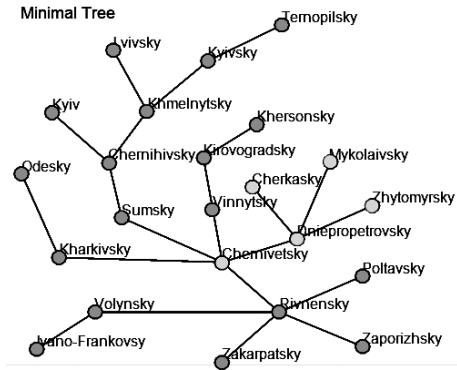 Minimal Tree
Ternopilsky
Lvivsky
Kyivsky
Kyiv
Khmelnytsky
Khersonsky
Chernihivsky
Kirovogradsky
Mykolaivsky
Odesky
Cherkasky
Sumsky
Vinnytsky
Zhytomyrsky
Dniepropetrovsky
Kharkivsky
Chernivetsky
Poltavsky
Volynsky
Rivnensky
Ivano-Frankovsy
Zakarpatsky
Zaporizhsky